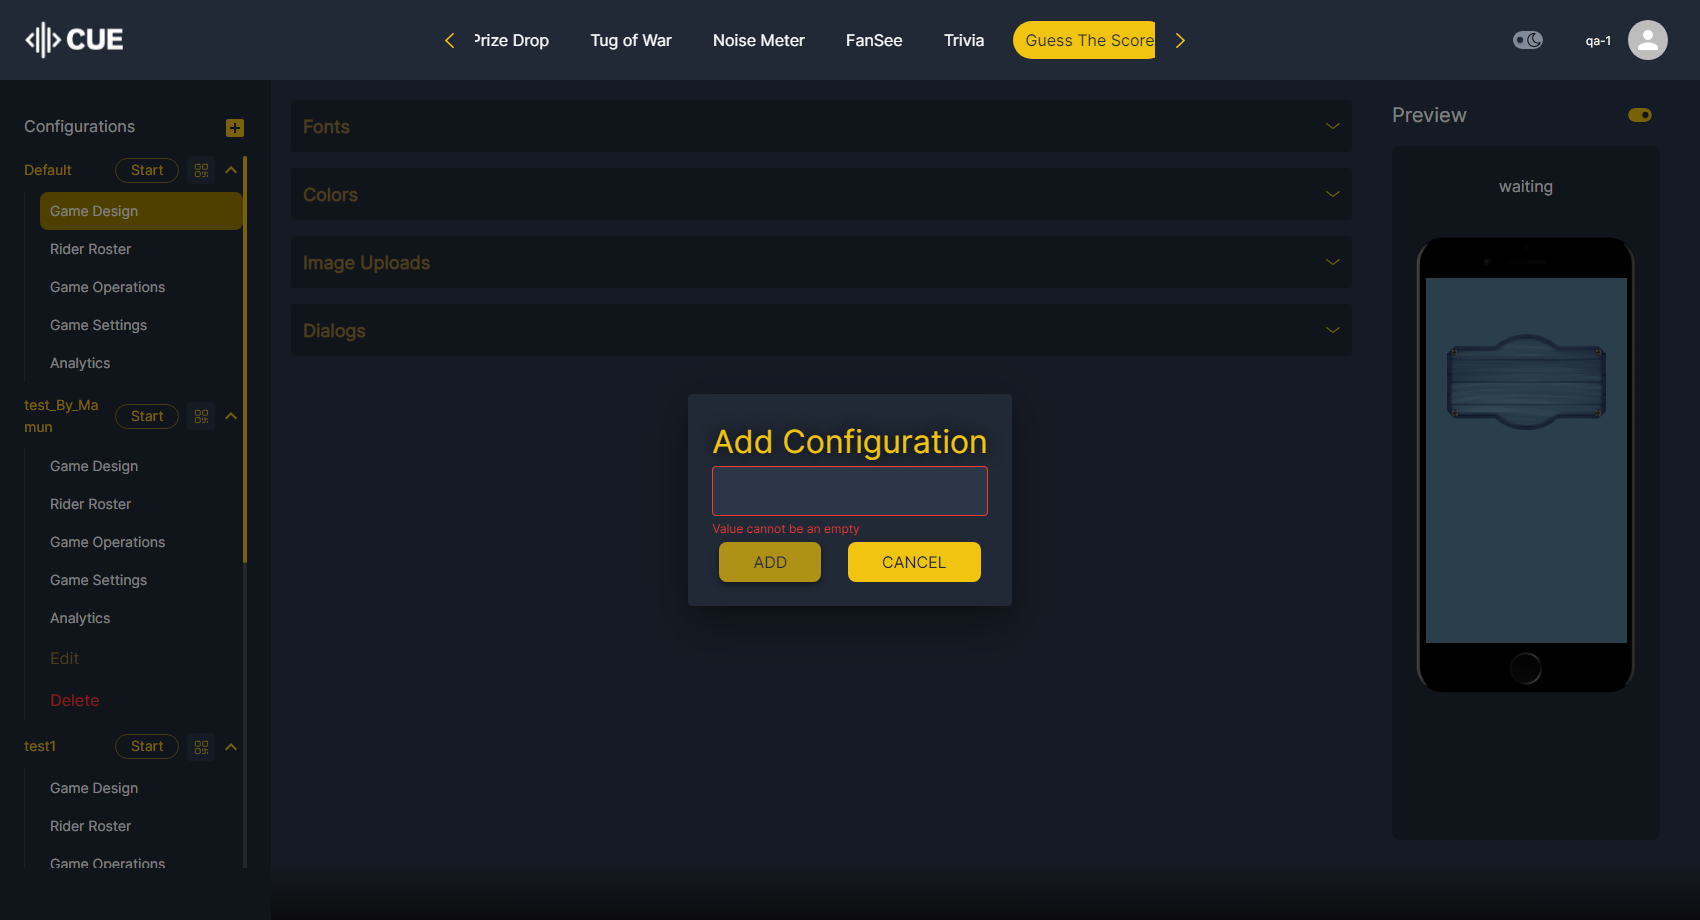 CUE
Prize Drop
Tug of War
Noise Meter
FanSee
Trivia
Guess The Score
qa-1
Configurations
Default
Start
Game Design
Rider Roster
Game Operations
Game Settings
Analytics
test_By_Ma
mun
Start
Game Design
Rider Roster
Game Operations
Game Settings
Analytics
Edit
Delete
test1
Start
Game Design
Rider Roster
Game Operations
Fonts
Colors
Image Uploads
Dialogs
Add Configuration
Value cannot be an empty
ADD
CANCEL
Preview
waiting